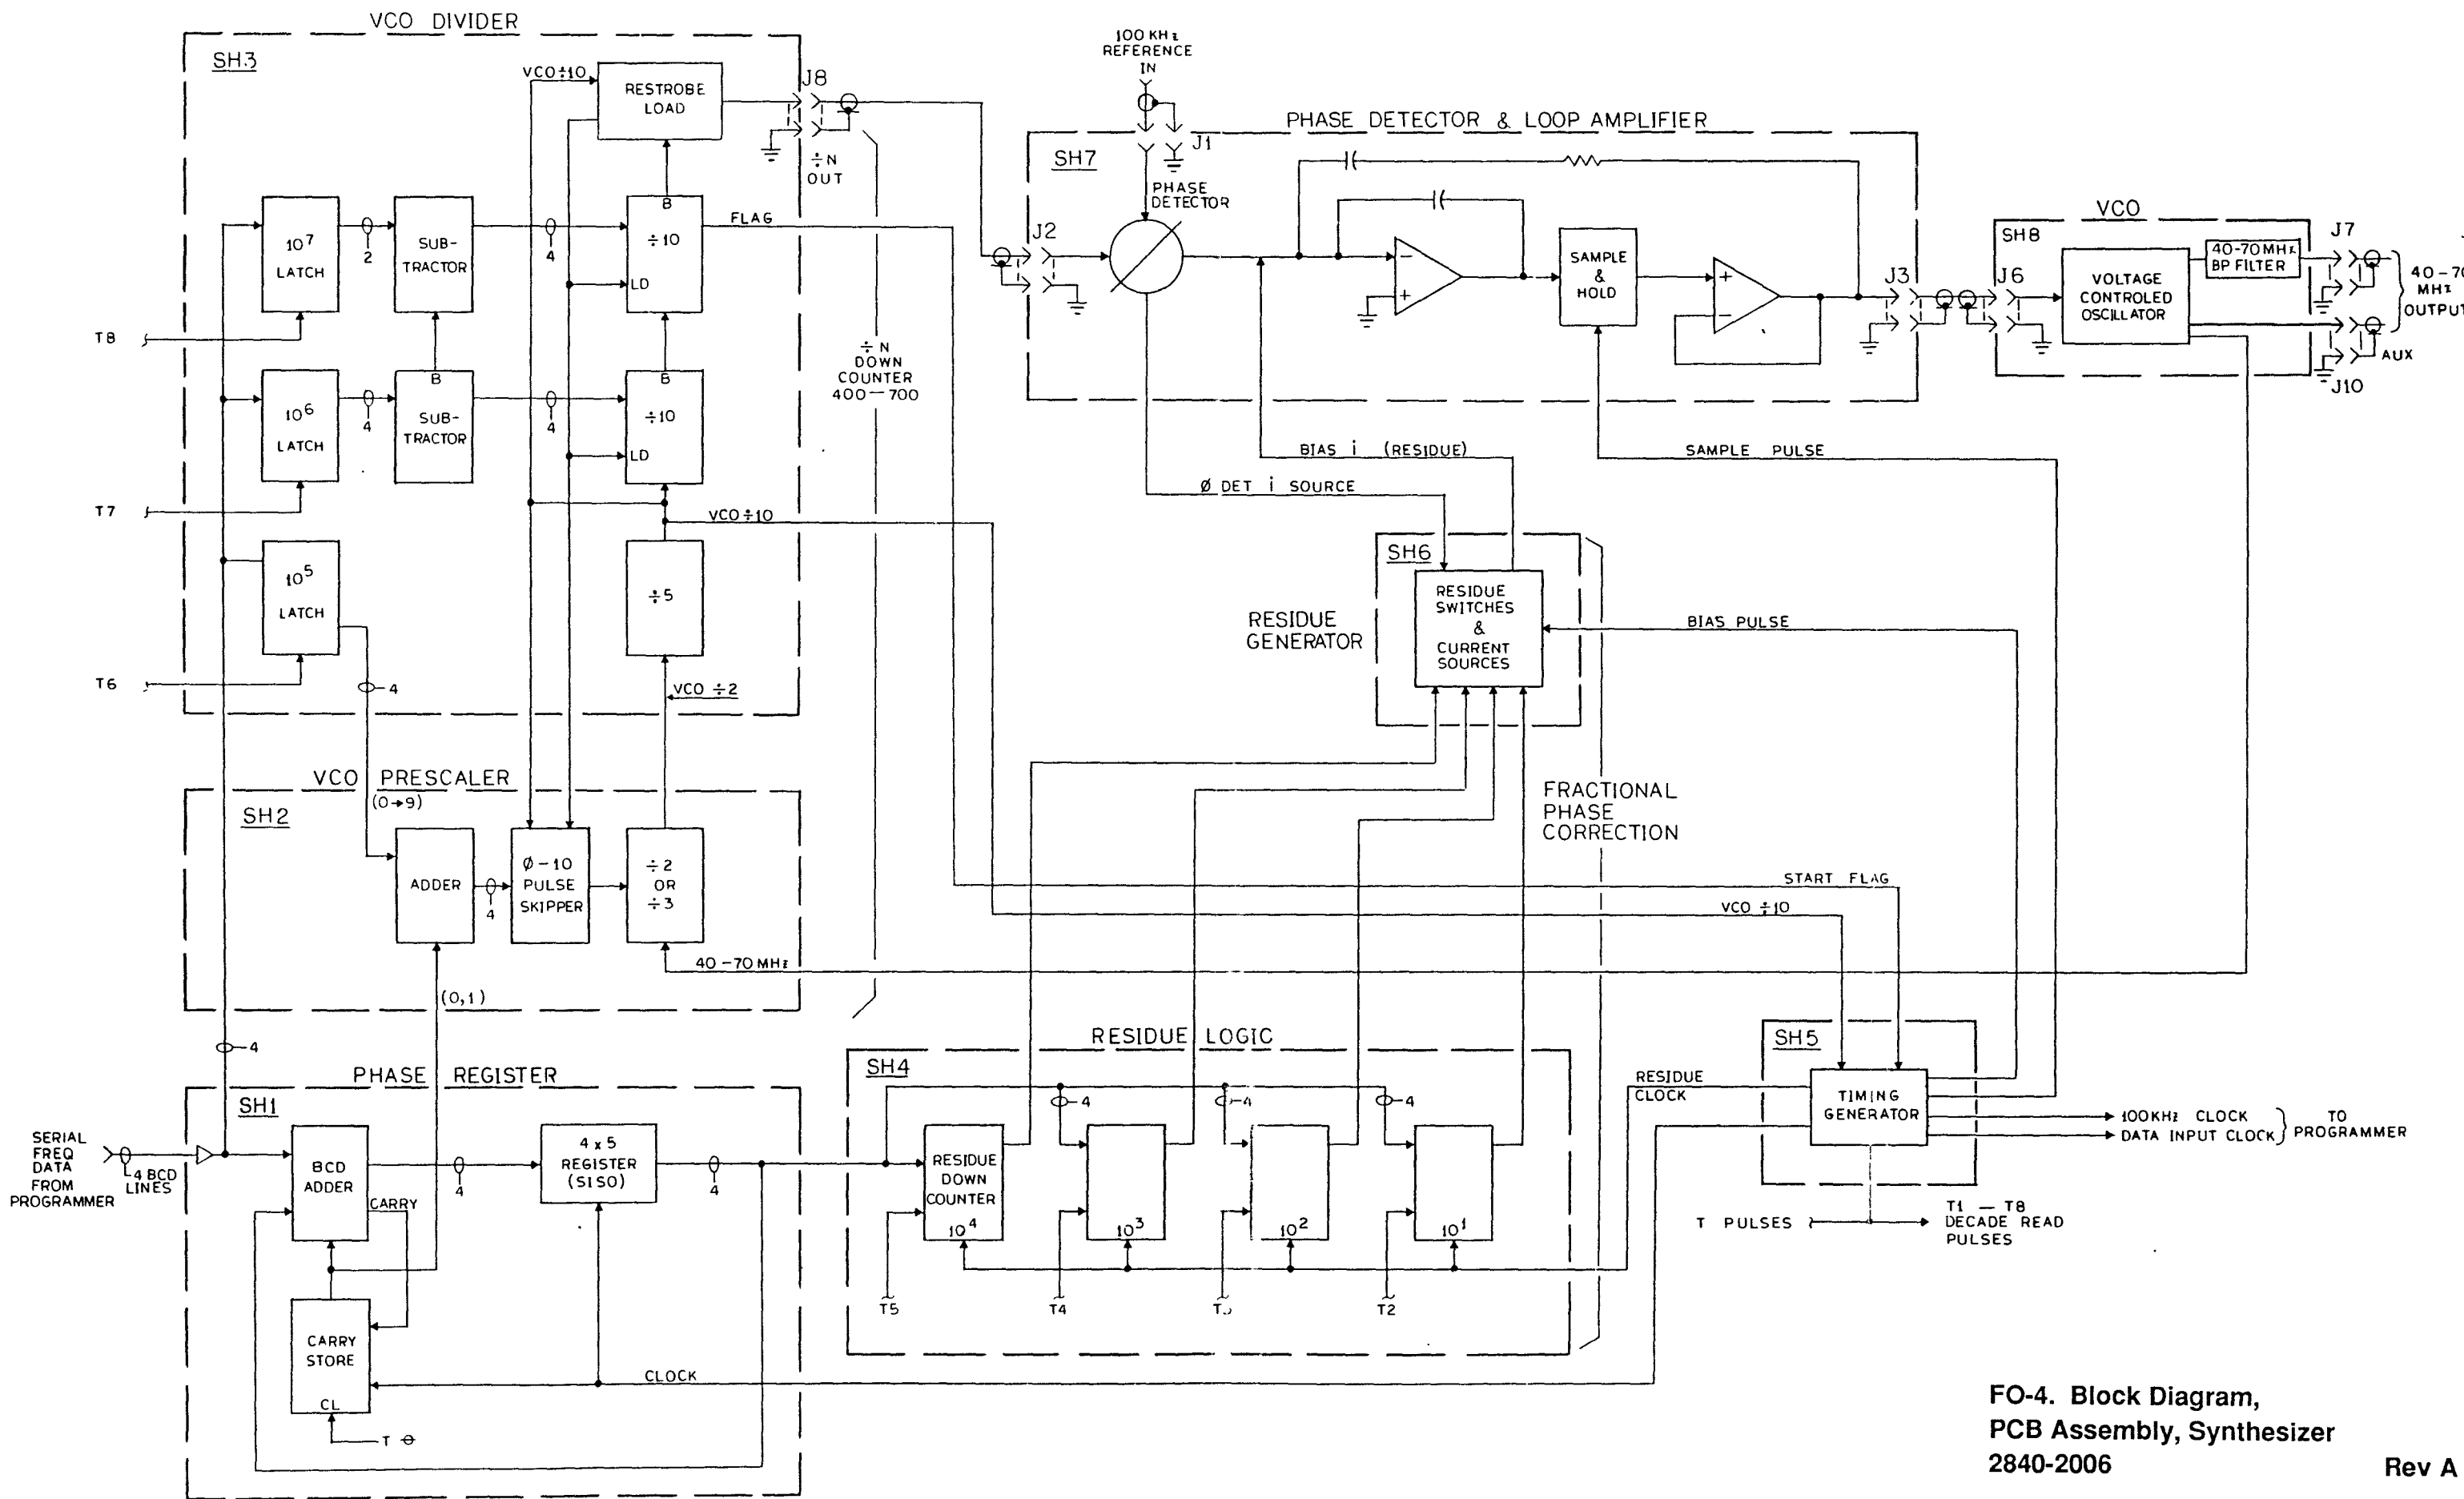 VCO DIVIDER
SH3
VCO÷10
RESTROBE
LOAD
J8
÷N
OUT
10⁷
LATCH
2
SUB-
TRACTOR
4
B
÷10
LD
FLAG
T8
10⁶
LATCH
4
B
SUB-
TRACTOR
4
B
÷10
LD
T7
VCO÷10
10⁵
LATCH
÷5
T6
4
VCO ÷2
÷N
DOWN
COUNTER
400—700
VCO PRESCALER
SH2
(0→9)
ADDER
4
Ø-10
PULSE
SKIPPER
÷2
OR
÷3
40-70 MHz
(0,1)
4
PHASE REGISTER
SH1
SERIAL
FREQ
DATA
FROM
PROGRAMMER
4 BCD
LINES
BCD
ADDER
CARRY
4
4 x 5
REGISTER
(SISO)
4
CARRY
STORE
CL
T Θ
CLOCK
100 KHz
REFERENCE
IN
J1
PHASE DETECTOR & LOOP AMPLIFIER
SH7
PHASE
DETECTOR
J2
−
+
SAMPLE
&
HOLD
+
−
J3
BIAS i (RESIDUE)
Ø DET i SOURCE
SAMPLE PULSE
VCO
SH8
J6
VOLTAGE
CONTROLED
OSCILLATOR
40-70MHz
BP FILTER
J7
MHz
OUTPUT
AUX
J10
RESIDUE
GENERATOR
SH6
RESIDUE
SWITCHES
&
CURRENT
SOURCES
BIAS PULSE
FRACTIONAL
PHASE
CORRECTION
START FLAG
VCO ÷10
RESIDUE LOGIC
SH4
4
4
4
RESIDUE
DOWN
COUNTER
10⁴
10³
10²
10¹
T5
T4
T2
RESIDUE
CLOCK
SH5
TIMING
GENERATOR
100KHz CLOCK
DATA INPUT CLOCK
TO
PROGRAMMER
T PULSES
T1 — T8
DECADE READ
PULSES
FO-4. Block Diagram,
PCB Assembly, Synthesizer
2840-2006
Rev A